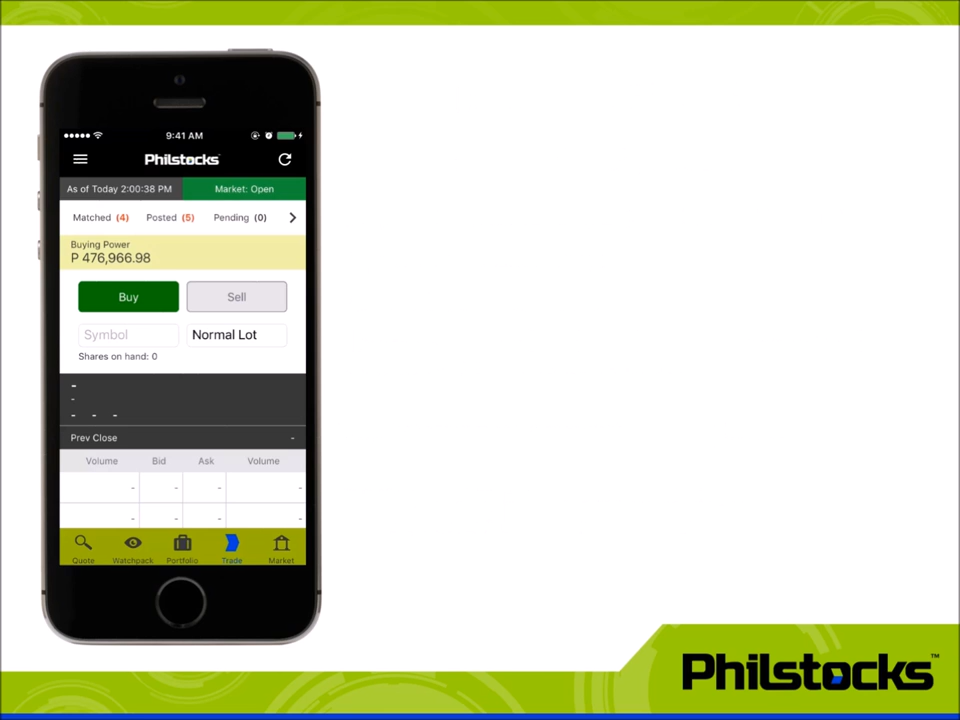 9:41 AM
Philstocks
As of Today 2:00:38 PM Market: Open
Matched (4) Posted (5) Pending (0)
Buying Power
P 476,966.98
Buy Sell
Symbol Normal Lot
Shares on hand: 0
-
-
- - -
Prev Close -
Volume Bid Ask Volume
- - - -
- - - -
Quote Watchpack Portfolio Trade Market
Philstocks™